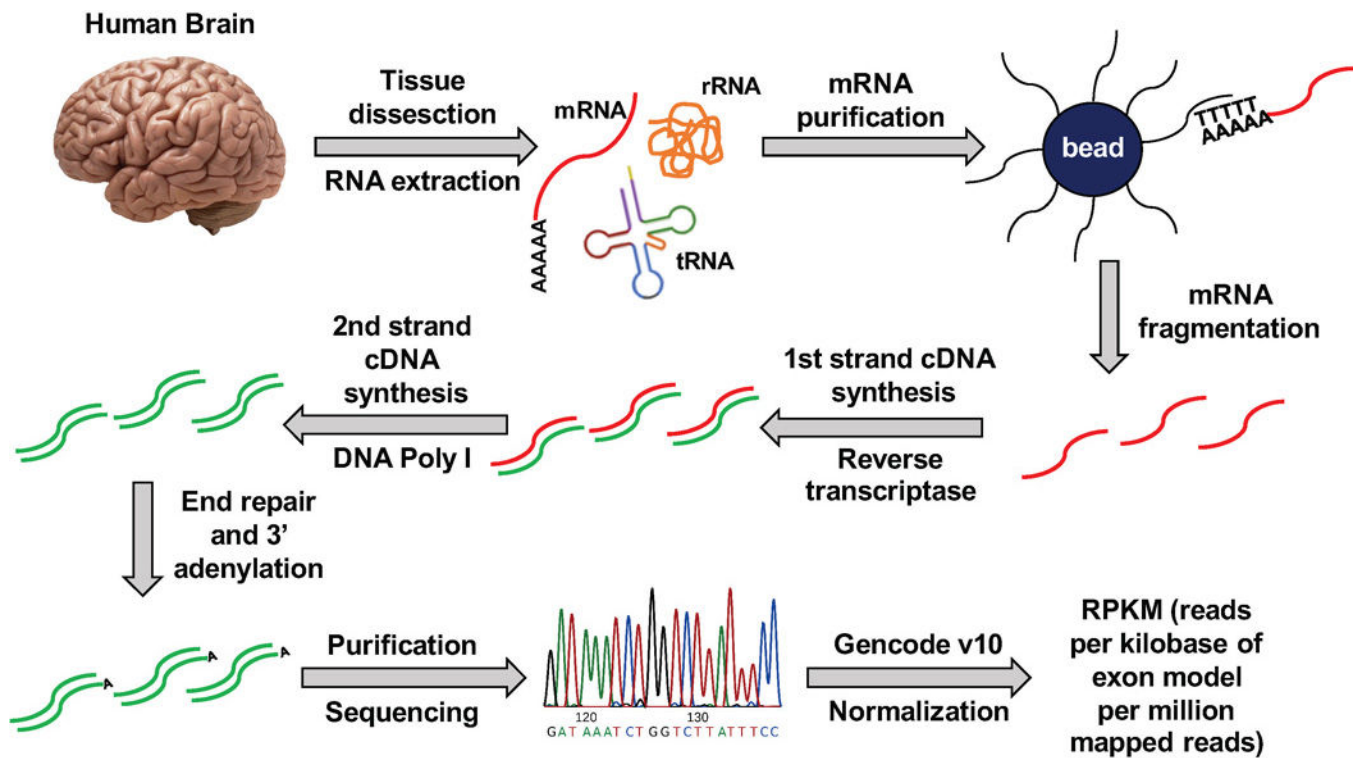 Human Brain
Tissue
dissesction
RNA extraction
mRNA
rRNA
tRNA
AAAAA
mRNA
purification
bead
TTTTT
AAAAA
mRNA
fragmentation
1st strand cDNA
synthesis
Reverse
transcriptase
2nd strand
cDNA
synthesis
DNA Poly I
End repair
and 3’
adenylation
A
A
A
Purification
Sequencing
120
130
GATAAATCTGGTCTTATTTCC
Gencode v10
Normalization
RPKM (reads
per kilobase of
exon model
per million
mapped reads)